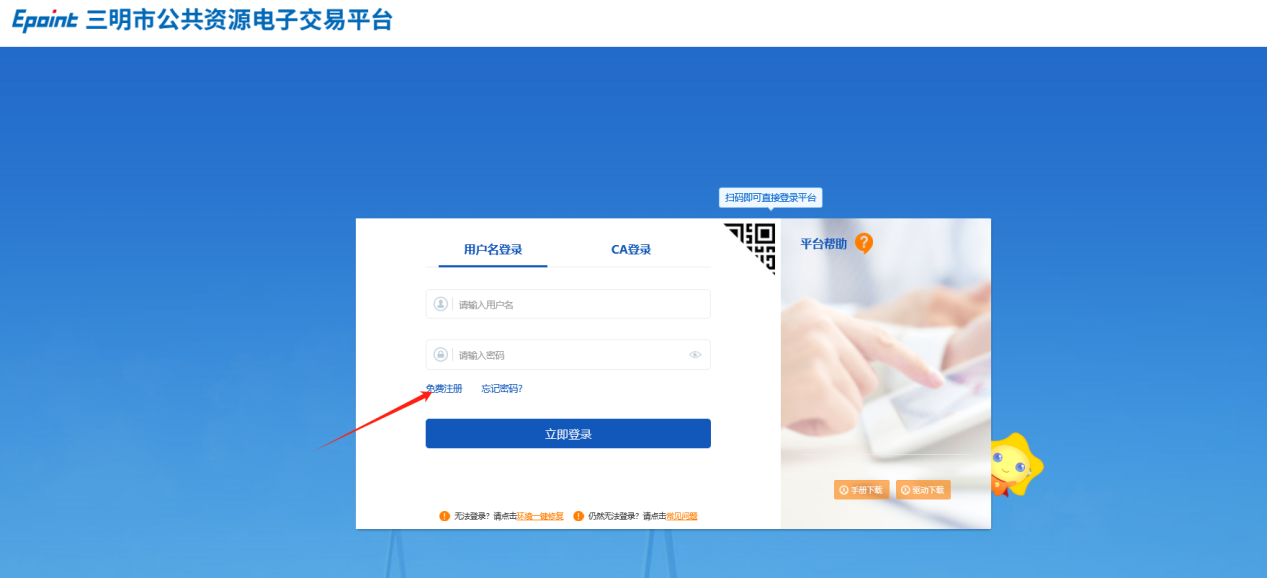 Epoint 三明市公共资源电子交易平台
扫码即可直接登录平台
用户名登录 CA登录
平台帮助 ?
请输入用户名
请输入密码
免费注册 忘记密码?
立即登录
手册下载 驱动下载
无法登录？请点击环境一键修复 仍然无法登录？请点击常见问题